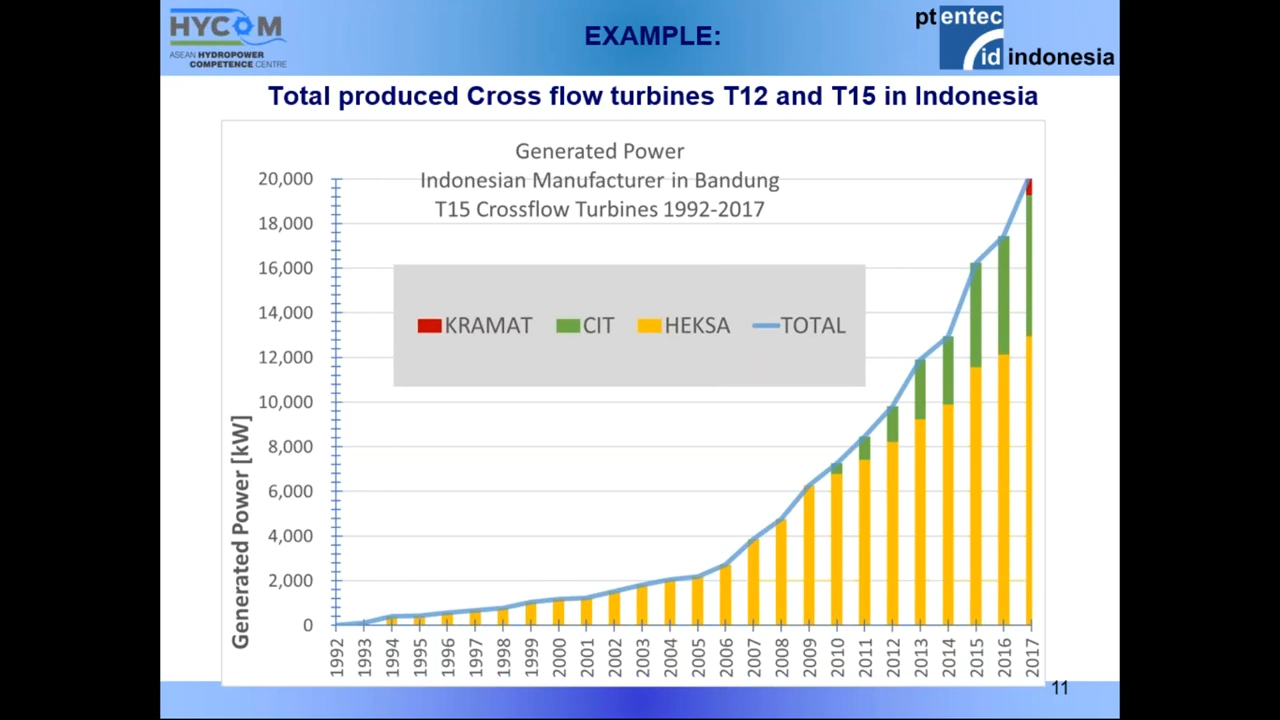 HYCOM
ASEAN HYDROPOWER
COMPETENCE CENTRE
EXAMPLE:
pt entec
id indonesia
Total produced Cross flow turbines T12 and T15 in Indonesia
Generated Power
Indonesian Manufacturer in Bandung
T15 Crossflow Turbines 1992-2017
20,000
18,000
16,000
14,000
12,000
10,000
8,000
6,000
4,000
2,000
0
Generated Power [kW]
KRAMAT CIT HEKSA TOTAL
1992 1993 1994 1995 1996 1997 1998 1999 2000 2001 2002 2003 2004 2005 2006 2007 2008 2009 2010 2011 2012 2013 2014 2015 2016 2017
11